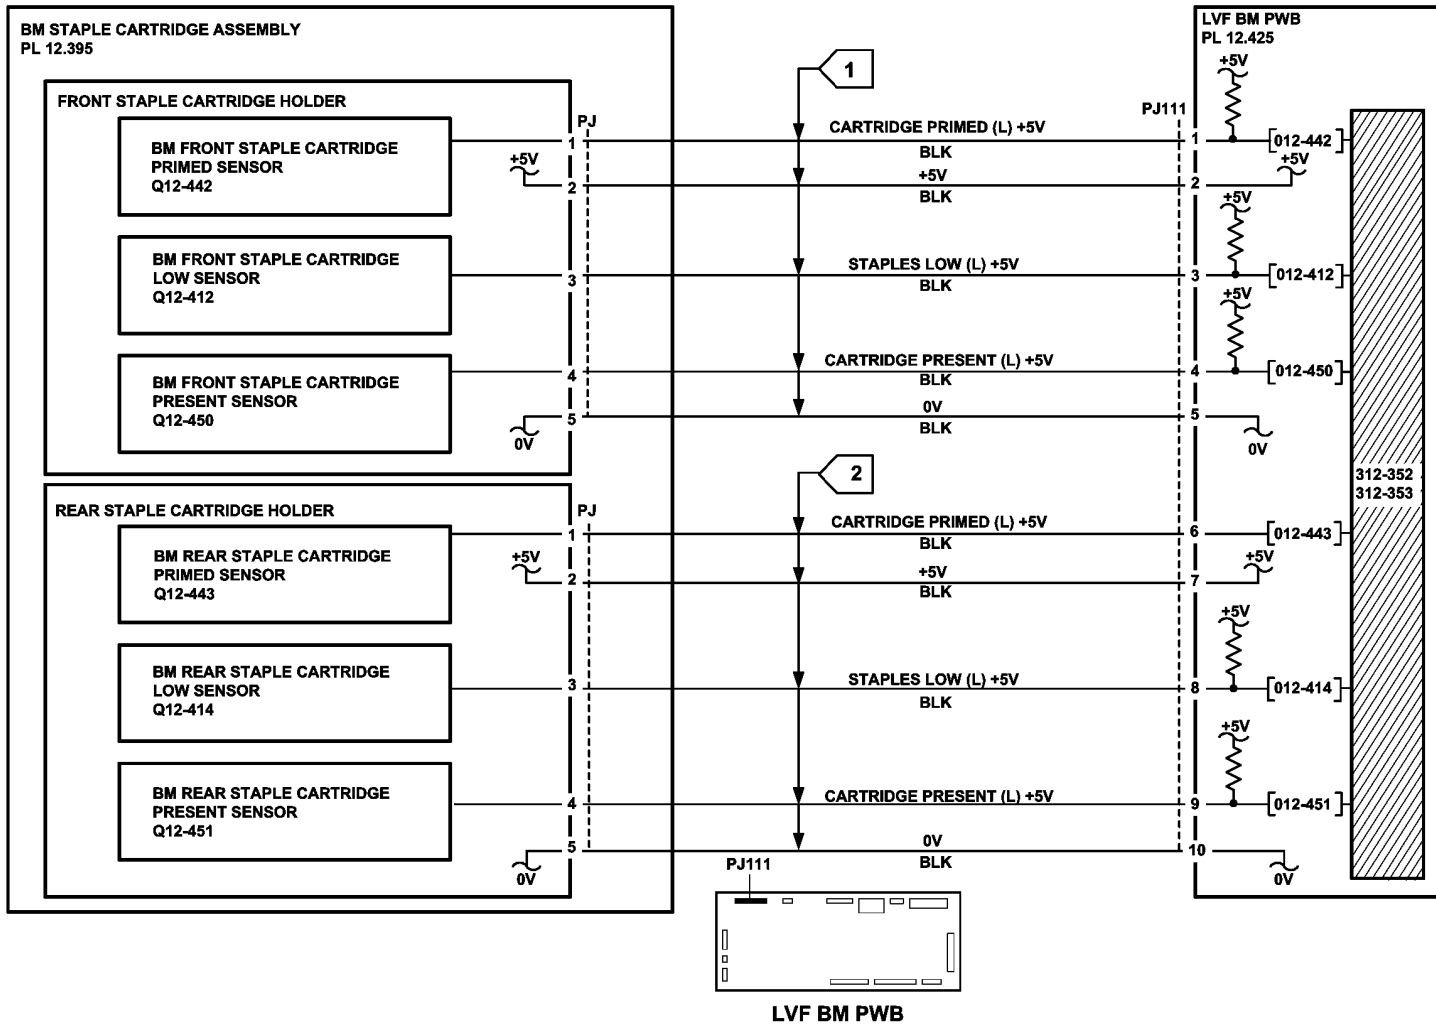 BM STAPLE CARTRIDGE ASSEMBLY
PL 12.395
FRONT STAPLE CARTRIDGE HOLDER
BM FRONT STAPLE CARTRIDGE
PRIMED SENSOR
Q12-442
BM FRONT STAPLE CARTRIDGE
LOW SENSOR
Q12-412
BM FRONT STAPLE CARTRIDGE
PRESENT SENSOR
Q12-450
+5V
0V
PJ
1
2
3
4
5
1
CARTRIDGE PRIMED (L) +5V
BLK
+5V
BLK
STAPLES LOW (L) +5V
BLK
CARTRIDGE PRESENT (L) +5V
BLK
0V
BLK
REAR STAPLE CARTRIDGE HOLDER
BM REAR STAPLE CARTRIDGE
PRIMED SENSOR
Q12-443
BM REAR STAPLE CARTRIDGE
LOW SENSOR
Q12-414
BM REAR STAPLE CARTRIDGE
PRESENT SENSOR
Q12-451
+5V
0V
PJ
1
2
3
4
5
2
CARTRIDGE PRIMED (L) +5V
BLK
+5V
BLK
STAPLES LOW (L) +5V
BLK
CARTRIDGE PRESENT (L) +5V
BLK
0V
BLK
LVF BM PWB
PL 12.425
PJ111
+5V
1
012-442
+5V
2
+5V
3
012-412
+5V
4
012-450
5
0V
312-352
312-353
6
012-443
+5V
7
+5V
8
012-414
+5V
9
012-451
10
0V
PJ111
LVF BM PWB